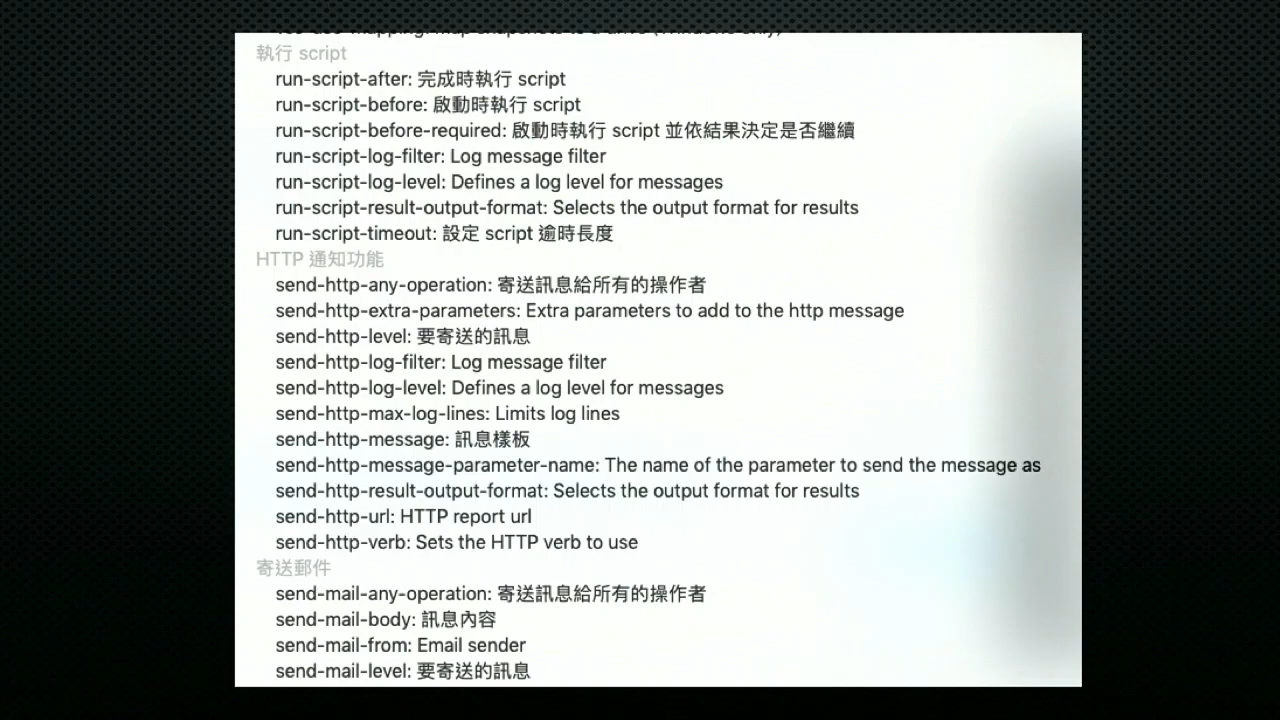 執行 script
run-script-after: 完成時執行 script
run-script-before: 啟動時執行 script
run-script-before-required: 啟動時執行 script 並依結果決定是否繼續
run-script-log-filter: Log message filter
run-script-log-level: Defines a log level for messages
run-script-result-output-format: Selects the output format for results
run-script-timeout: 設定 script 逾時長度
HTTP 通知功能
send-http-any-operation: 寄送訊息給所有的操作者
send-http-extra-parameters: Extra parameters to add to the http message
send-http-level: 要寄送的訊息
send-http-log-filter: Log message filter
send-http-log-level: Defines a log level for messages
send-http-max-log-lines: Limits log lines
send-http-message: 訊息樣板
send-http-message-parameter-name: The name of the parameter to send the message as
send-http-result-output-format: Selects the output format for results
send-http-url: HTTP report url
send-http-verb: Sets the HTTP verb to use
寄送郵件
send-mail-any-operation: 寄送訊息給所有的操作者
send-mail-body: 訊息內容
send-mail-from: Email sender
send-mail-level: 要寄送的訊息